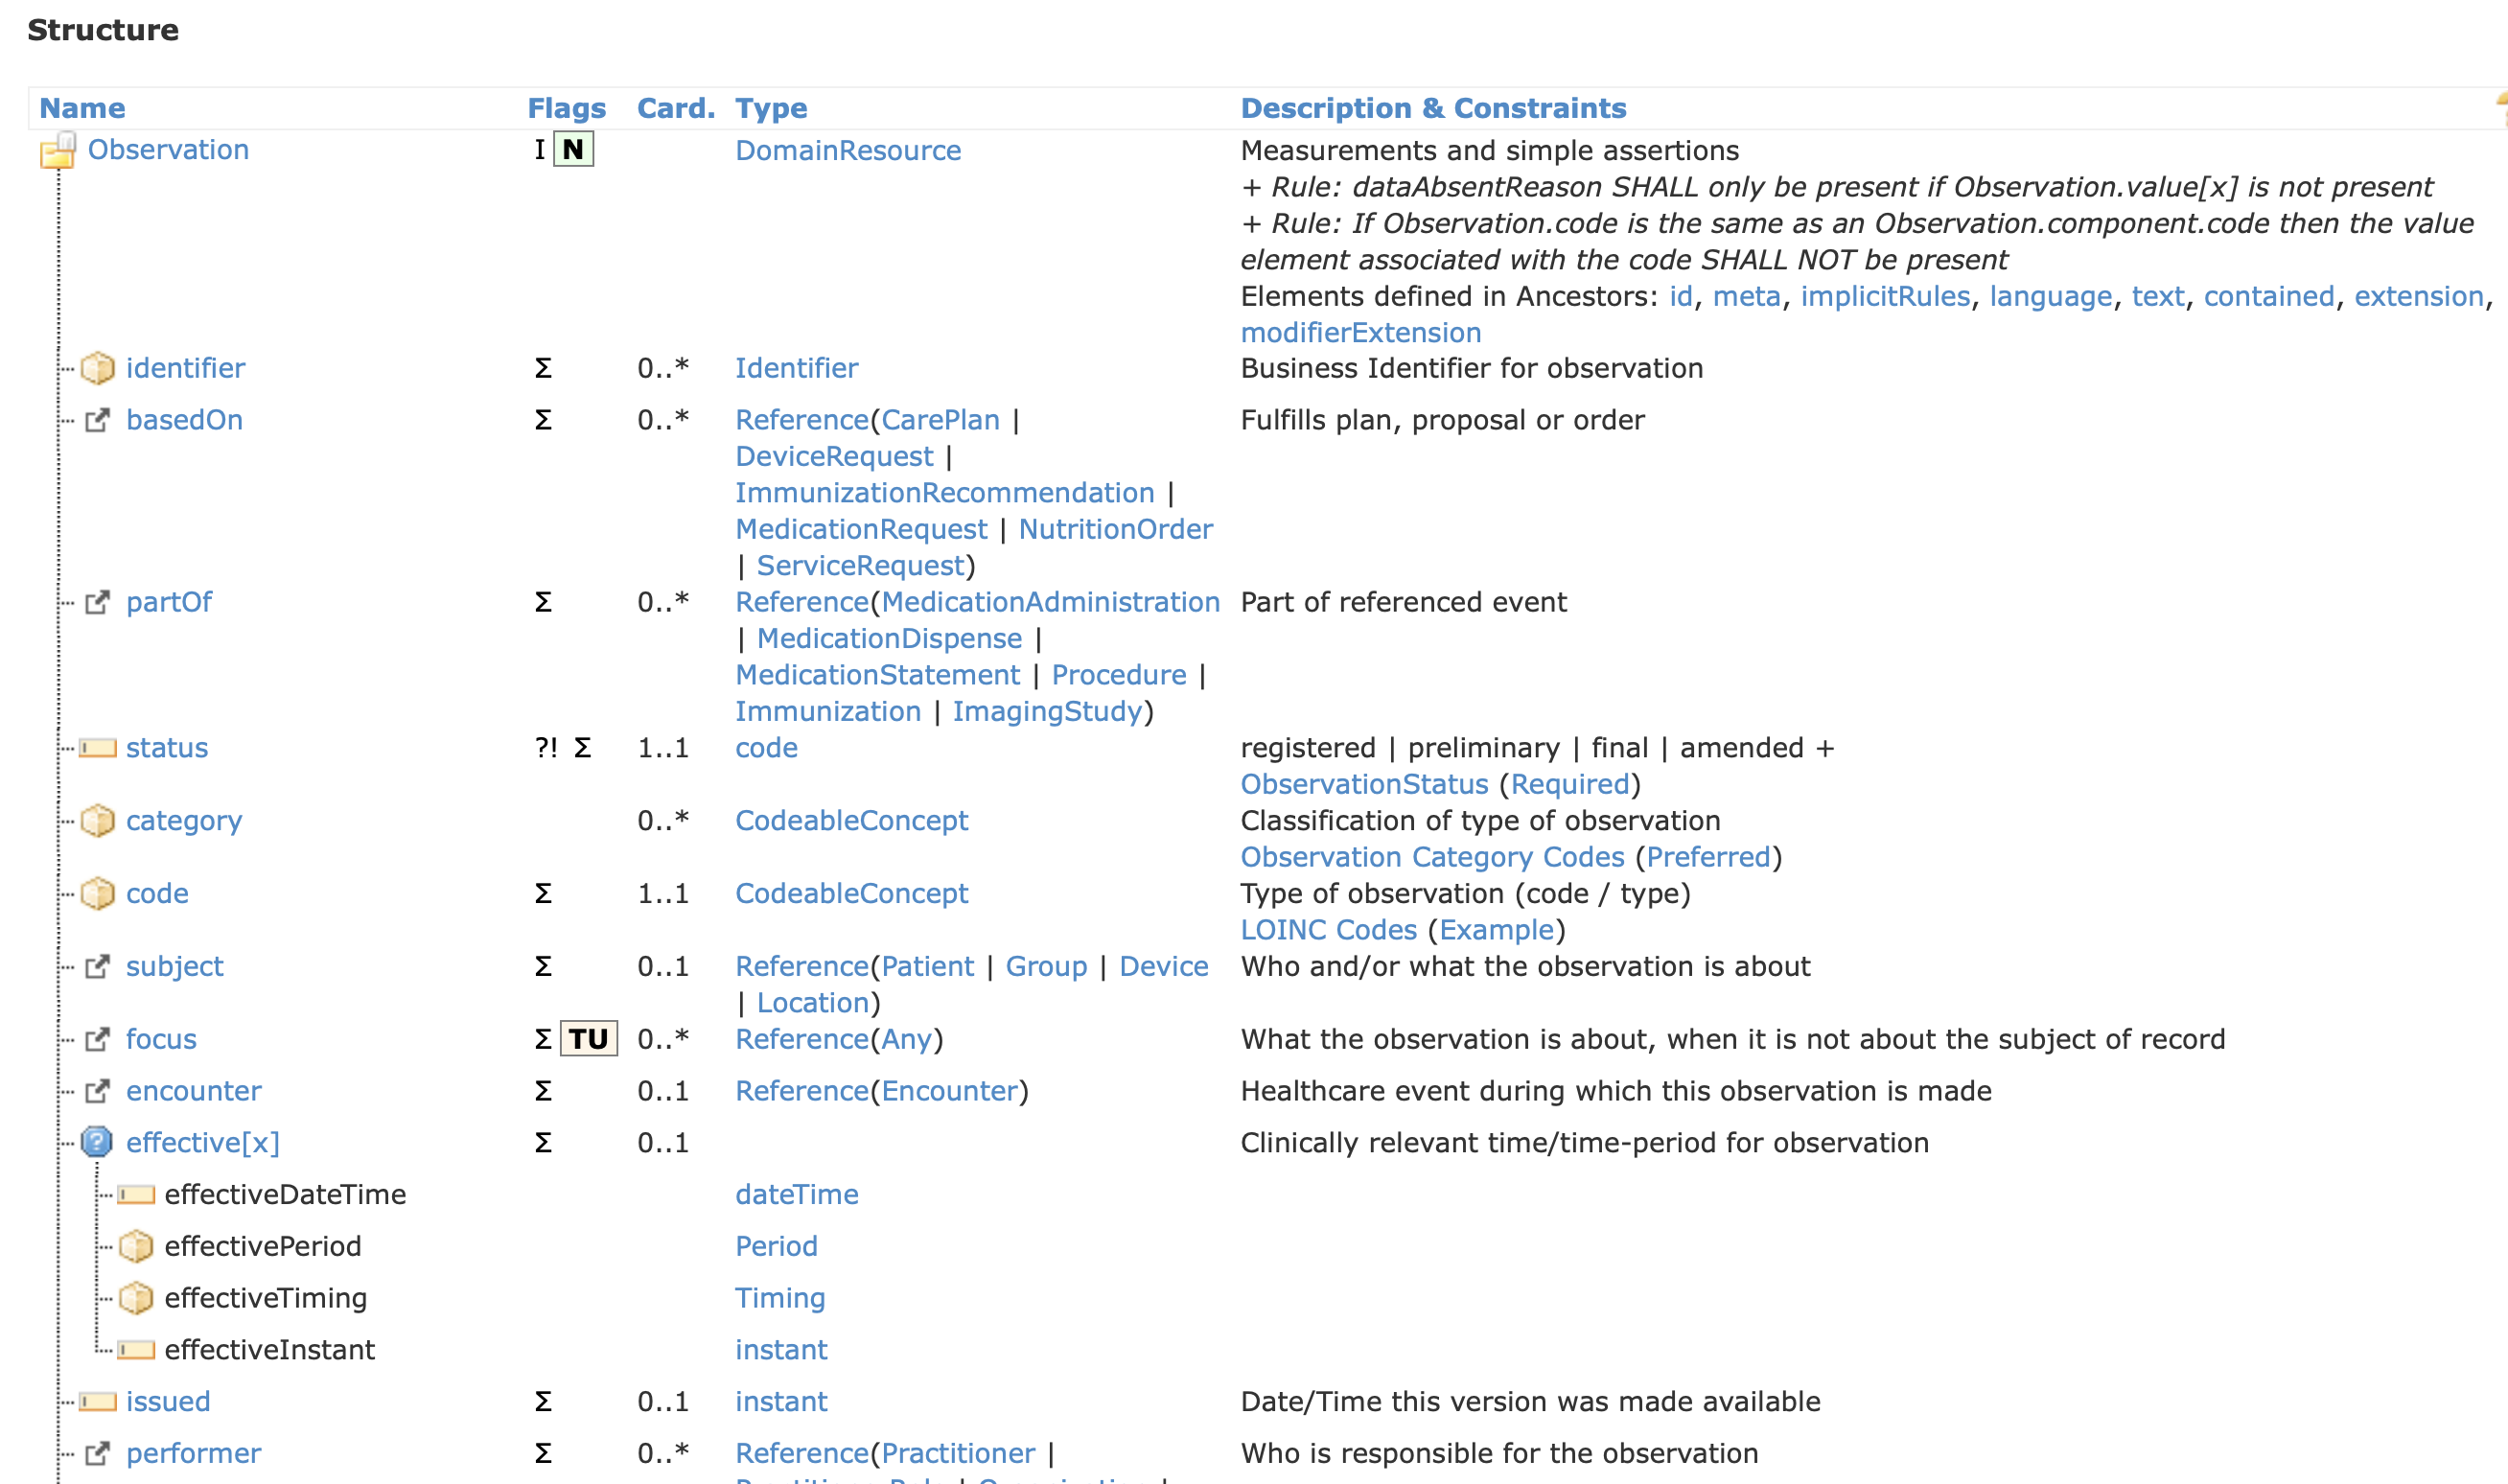 Structure
Name Flags Card. Type Description & Constraints
Observation I N DomainResource Measurements and simple assertions
+ Rule: dataAbsentReason SHALL only be present if Observation.value[x] is not present
+ Rule: If Observation.code is the same as an Observation.component.code then the value
element associated with the code SHALL NOT be present
Elements defined in Ancestors: id, meta, implicitRules, language, text, contained, extension,
modifierExtension
identifier Σ 0..* Identifier Business Identifier for observation
basedOn Σ 0..* Reference(CarePlan | Fulfills plan, proposal or order
DeviceRequest |
ImmunizationRecommendation |
MedicationRequest | NutritionOrder
| ServiceRequest)
partOf Σ 0..* Reference(MedicationAdministration Part of referenced event
| MedicationDispense |
MedicationStatement | Procedure |
Immunization | ImagingStudy)
status ?! Σ 1..1 code registered | preliminary | final | amended +
ObservationStatus (Required)
category 0..* CodeableConcept Classification of type of observation
Observation Category Codes (Preferred)
code Σ 1..1 CodeableConcept Type of observation (code / type)
LOINC Codes (Example)
subject Σ 0..1 Reference(Patient | Group | Device Who and/or what the observation is about
| Location)
focus Σ TU 0..* Reference(Any) What the observation is about, when it is not about the subject of record
encounter Σ 0..1 Reference(Encounter) Healthcare event during which this observation is made
effective[x] Σ 0..1 Clinically relevant time/time-period for observation
effectiveDateTime dateTime
effectivePeriod Period
effectiveTiming Timing
effectiveInstant instant
issued Σ 0..1 instant Date/Time this version was made available
performer Σ 0..* Reference(Practitioner | Who is responsible for the observation